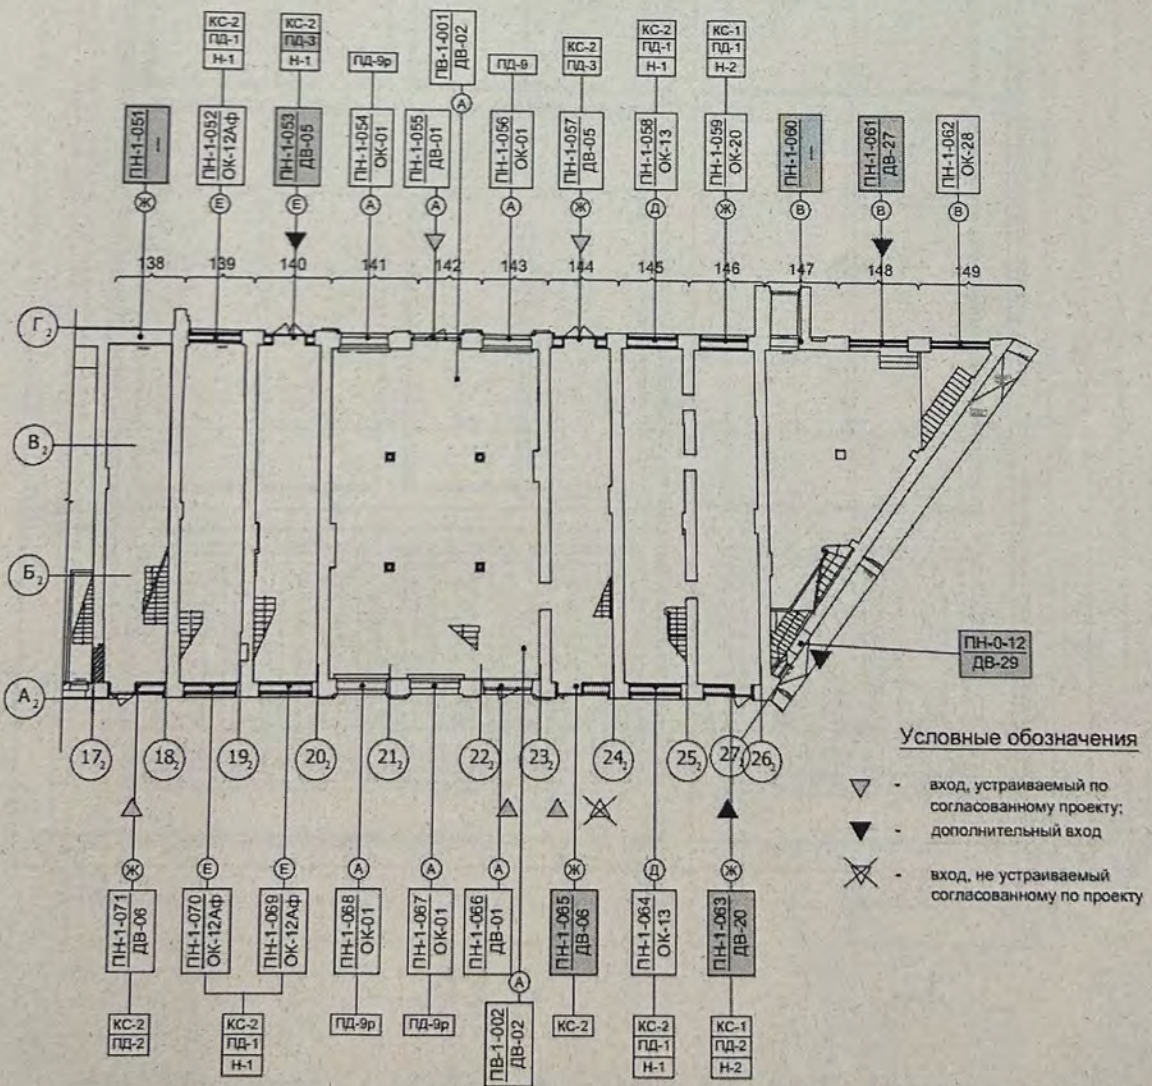 КС-2
ПД-1
Н-1
КС-2
ПД-3
Н-1
ПД-9р
ПВ-1-001
ДВ-02
ПД-9
КС-2
ПД-3
КС-2
ПД-1
Н-1
КС-1
ПД-1
Н-2
А
ПН-1-051
---
ПН-1-052
ОК-12Аф
ПН-1-053
ДВ-05
ПН-1-054
ОК-01
ПН-1-055
ДВ-01
ПН-1-056
ОК-01
ПН-1-057
ДВ-05
ПН-1-058
ОК-13
ПН-1-059
ОК-20
ПН-1-060
---
ПН-1-061
ДВ-27
ПН-1-062
ОК-28
Ж
Е
Е
А
А
А
Ж
Д
Ж
В
В
В
138
139
140
141
142
143
144
145
146
147
148
149
Г2
В2
Б2
А2
ПН-0-12
ДВ-29
172
182
192
202
212
222
232
242
252
272
262
Условные обозначения
- вход, устраиваемый по
согласованному проекту;
- дополнительный вход
- вход, не устраиваемый
согласованному по проекту
Ж
Е
Е
А
А
А
Ж
Д
Ж
ПН-1-071
ДВ-06
ПН-1-070
ОК-12Аф
ПН-1-069
ОК-12Аф
ПН-1-068
ОК-01
ПН-1-067
ОК-01
ПН-1-066
ДВ-01
ПН-1-065
ДВ-06
ПН-1-064
ОК-13
ПН-1-063
ДВ-20
А
ПВ-1-002
ДВ-02
КС-2
ПД-2
КС-2
ПД-1
Н-1
ПД-9р
ПД-9р
КС-2
КС-2
ПД-1
Н-1
КС-1
ПД-2
Н-2